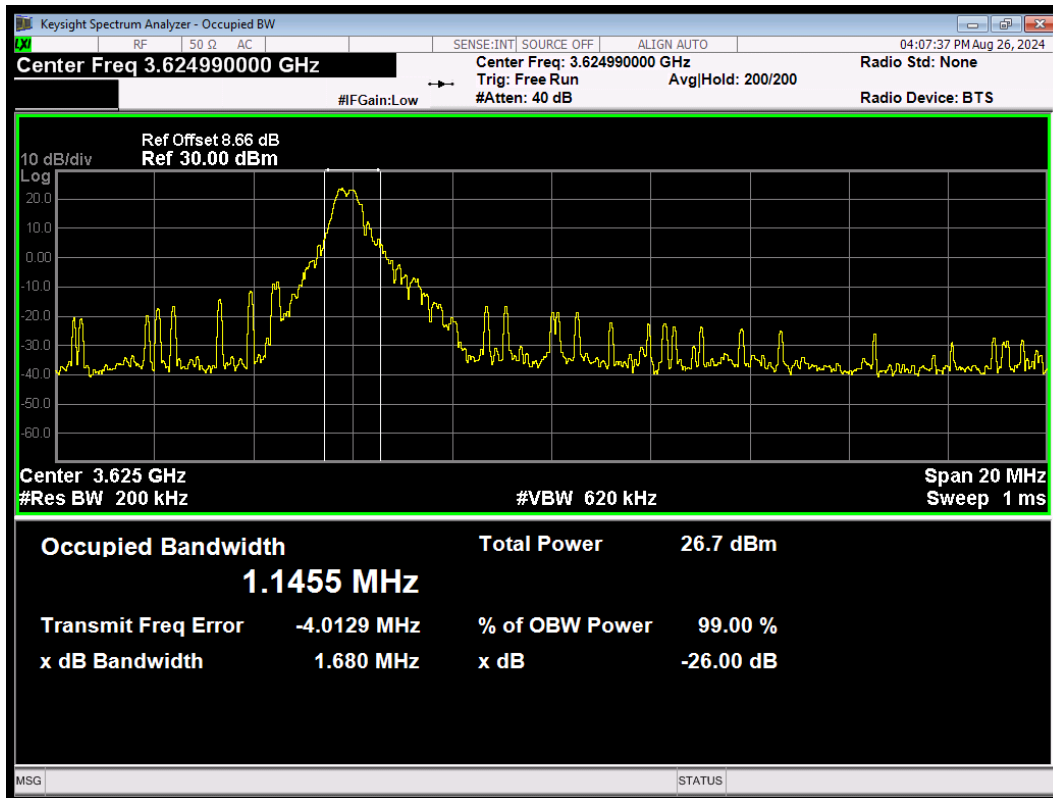 Keysight Spectrum Analyzer - Occupied BW
LXI RF 50 Ω AC SENSE:INT SOURCE OFF ALIGN AUTO 04:07:37 PM Aug 26, 2024
Center Freq 3.624990000 GHz
Center Freq: 3.624990000 GHz
Radio Std: None
Trig: Free Run Avg|Hold: 200/200
#IFGain:Low
#Atten: 40 dB
Radio Device: BTS
Ref Offset 8.66 dB
10 dB/div Ref 30.00 dBm
Log
20.0
10.0
0.00
-10.0
-20.0
-30.0
-40.0
-50.0
-60.0
Center 3.625 GHz Span 20 MHz
#Res BW 200 kHz #VBW 620 kHz Sweep 1 ms
Occupied Bandwidth Total Power 26.7 dBm
1.1455 MHz
Transmit Freq Error -4.0129 MHz % of OBW Power 99.00 %
x dB Bandwidth 1.680 MHz x dB -26.00 dB
MSG STATUS